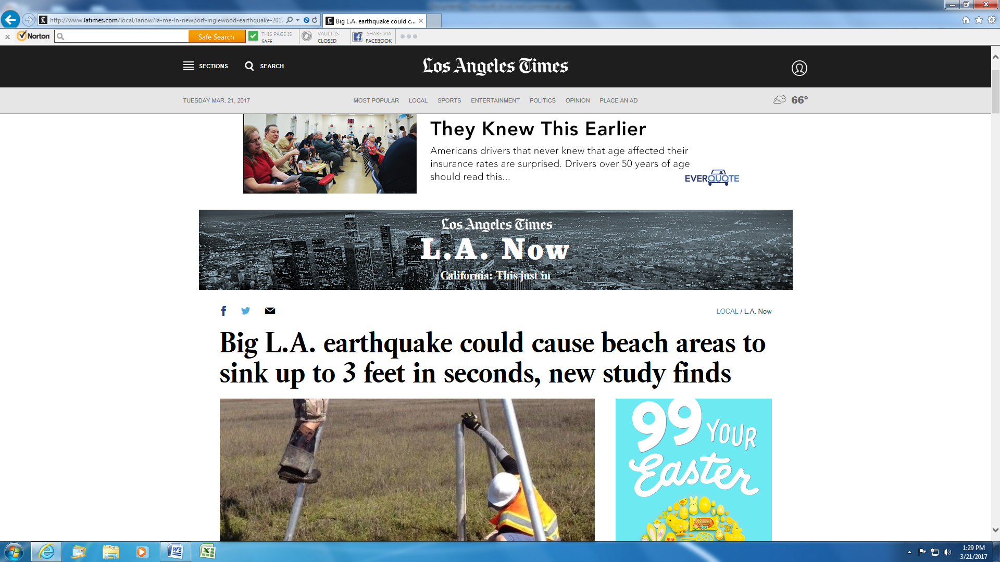 http://www.latimes.com/local/lanow/la-me-ln-newport-inglewood-earthquake-2017
Big L.A. earthquake could c...
Norton
Safe Search
THIS PAGE IS
SAFE
VAULT IS
CLOSED
SHARE VIA
FACEBOOK
SECTIONS
SEARCH
Los Angeles Times
TUESDAY MAR. 21, 2017
MOST POPULAR
LOCAL
SPORTS
ENTERTAINMENT
POLITICS
OPINION
PLACE AN AD
66°
They Knew This Earlier
Americans drivers that never knew that age affected their
insurance rates are surprised. Drivers over 50 years of age
should read this...
EVERQUOTE
Los Angeles Times
L.A. Now
California: This just in
LOCAL / L.A. Now
Big L.A. earthquake could cause beach areas to
sink up to 3 feet in seconds, new study finds
99 YOUR
Easter
Reese's
1:29 PM
3/21/2017